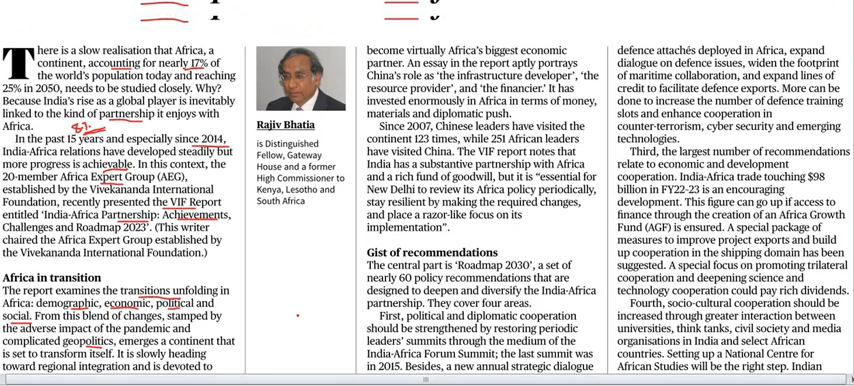 There is a slow realisation that Africa, a
continent, accounting for nearly 17% of
the world's population today and reaching
25% in 2050, needs to be studied closely. Why?
Because India's rise as a global player is inevitably
linked to the kind of partnership it enjoys with
Africa.
In the past 15 years and especially since 2014,
India-Africa relations have developed steadily but
more progress is achievable. In this context, the
20-member Africa Expert Group (AEG),
established by the Vivekananda International
Foundation, recently presented the VIF Report
entitled 'India-Africa Partnership: Achievements,
Challenges and Roadmap 2023'. (This writer
chaired the Africa Expert Group established by
the Vivekananda International Foundation.)
Africa in transition
The report examines the transitions unfolding in
Africa: demographic, economic, political and
social. From this blend of changes, stamped by
the adverse impact of the pandemic and
complicated geopolitics, emerges a continent that
is set to transform itself. It is slowly heading
toward regional integration and is devoted to
Rajiv Bhatia
is Distinguished
Fellow, Gateway
House and a former
High Commissioner to
Kenya, Lesotho and
South Africa
become virtually Africa's biggest economic
partner. An essay in the report aptly portrays
China's role as 'the infrastructure developer', 'the
resource provider', and 'the financier.' It has
invested enormously in Africa in terms of money,
materials and diplomatic push.
Since 2007, Chinese leaders have visited the
continent 123 times, while 251 African leaders
have visited China. The VIF report notes that
India has a substantive partnership with Africa
and a rich fund of goodwill, but it is "essential for
New Delhi to review its Africa policy periodically,
stay resilient by making the required changes,
and place a razor-like focus on its
implementation".
Gist of recommendations
The central part is 'Roadmap 2030', a set of
nearly 60 policy recommendations that are
designed to deepen and diversify the India-Africa
partnership. They cover four areas.
First, political and diplomatic cooperation
should be strengthened by restoring periodic
leaders' summits through the medium of the
India-Africa Forum Summit; the last summit was
in 2015. Besides, a new annual strategic dialogue
defence attachés deployed in Africa, expand
dialogue on defence issues, widen the footprint
of maritime collaboration, and expand lines of
credit to facilitate defence exports. More can be
done to increase the number of defence training
slots and enhance cooperation in
counter-terrorism, cyber security and emerging
technologies.
Third, the largest number of recommendations
relate to economic and development
cooperation. India-Africa trade touching $98
billion in FY22-23 is an encouraging
development. This figure can go up if access to
finance through the creation of an Africa Growth
Fund (AGF) is ensured. A special package of
measures to improve project exports and build
up cooperation in the shipping domain has been
suggested. A special focus on promoting trilateral
cooperation and deepening science and
technology cooperation could pay rich dividends.
Fourth, socio-cultural cooperation should be
increased through greater interaction between
universities, think tanks, civil society and media
organisations in India and select African
countries. Setting up a National Centre for
African Studies will be the right step. Indian